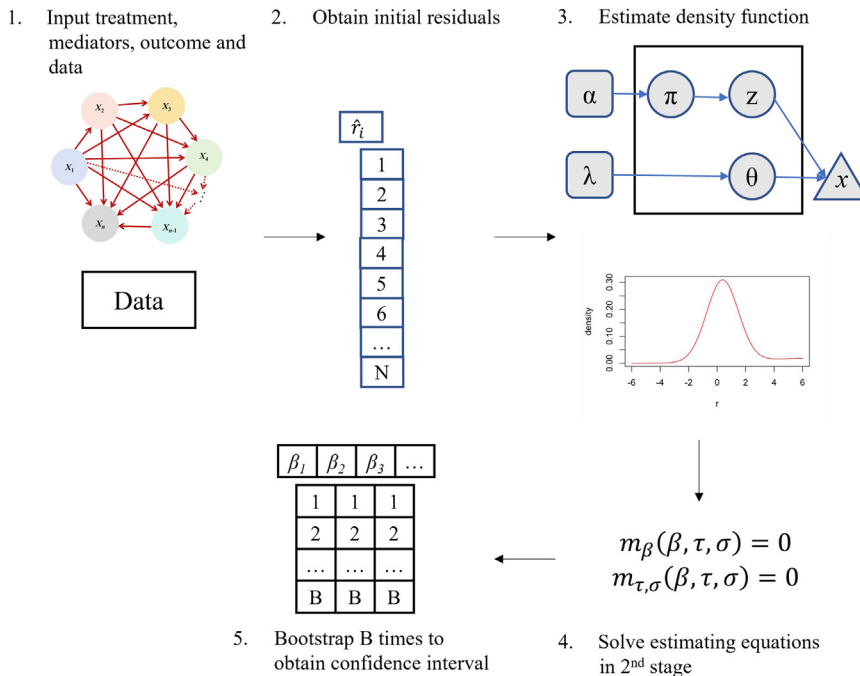 1. Input treatment,
mediators, outcome and
data
X₂
X₃
X₁
X₄
Xₙ
Xₙ₋₁
Data
2. Obtain initial residuals
r̂ᵢ
1
2
3
4
5
6
...
N
3. Estimate density function
α
π
z
λ
θ
x
density
0.00
0.10
0.20
0.30
-6 -4 -2 0 2 4 6
r
m_β(β, τ, σ) = 0
m_τ,σ(β, τ, σ) = 0
4. Solve estimating equations
in 2ⁿᵈ stage
β₁ β₂ β₃ ...
1 1 1
2 2 2
... ... ...
B B B
5. Bootstrap B times to
obtain confidence interval